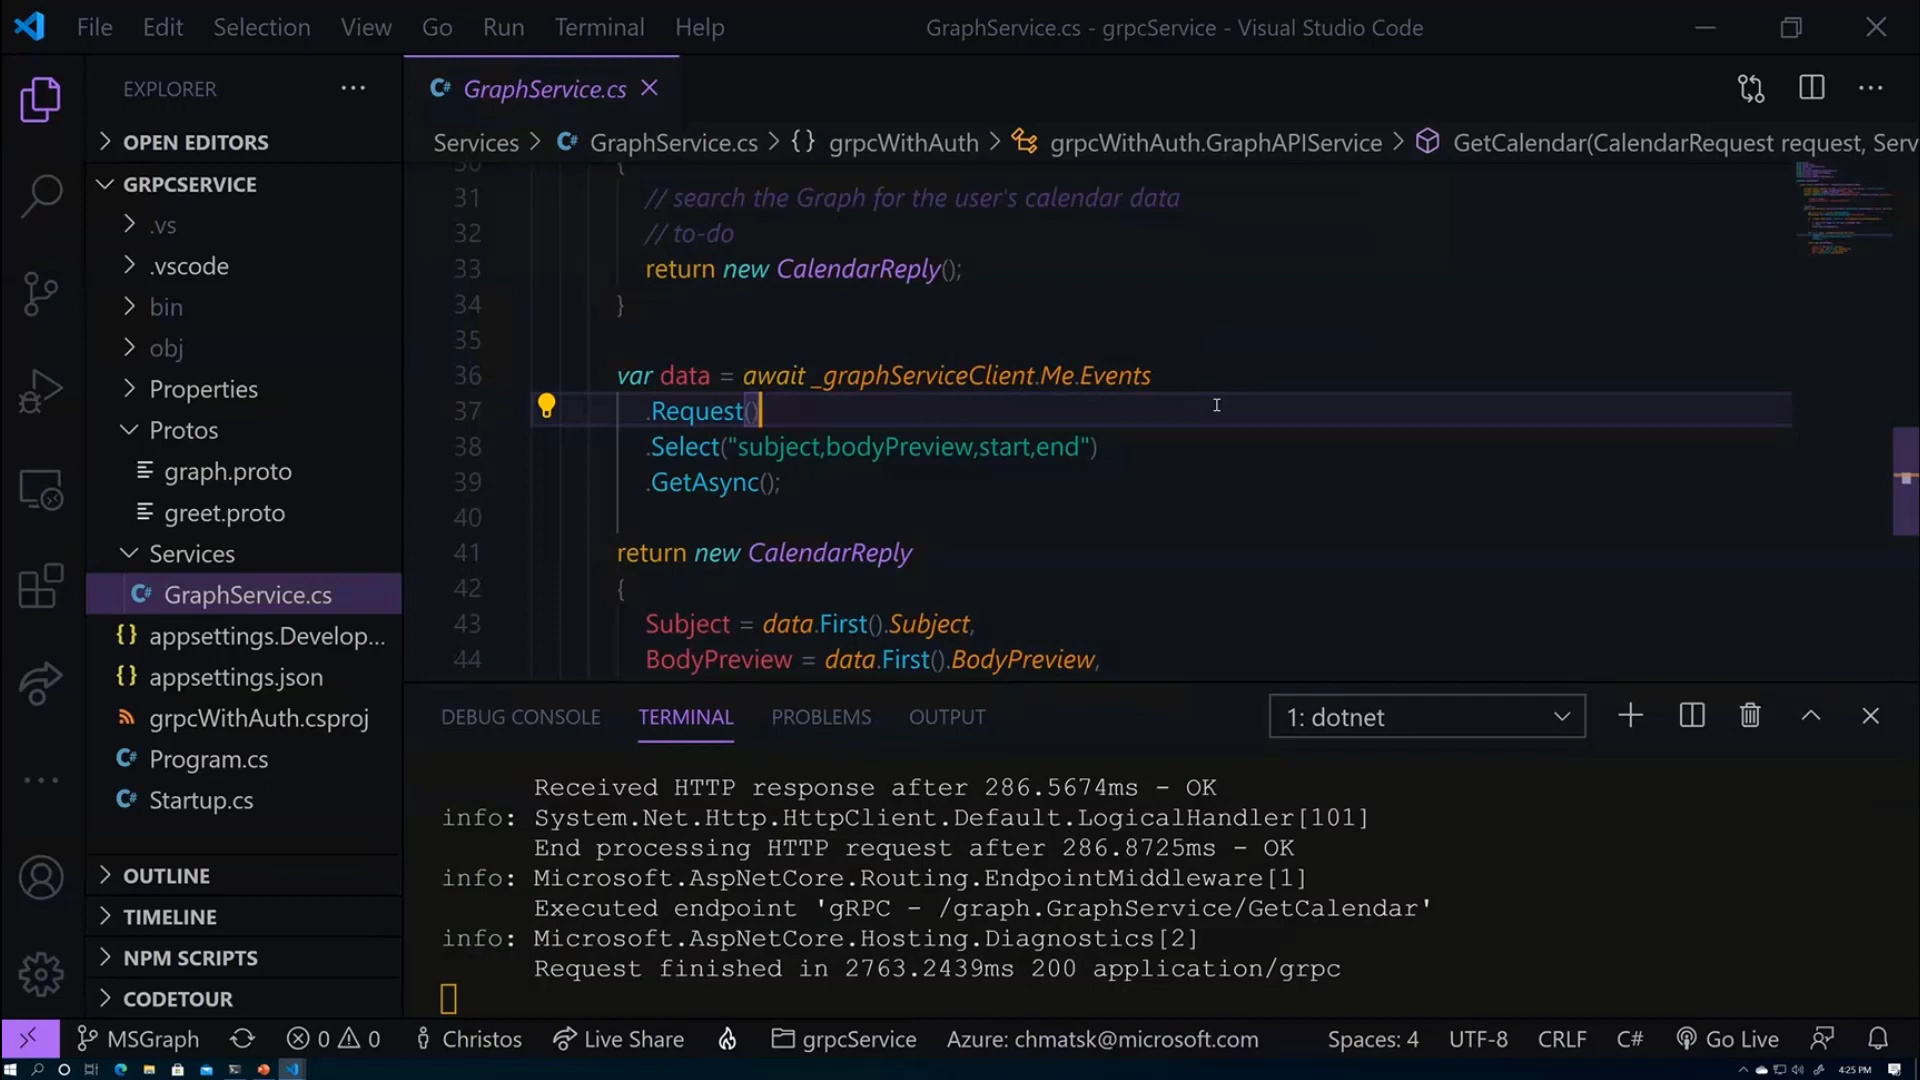 File Edit Selection View Go Run Terminal Help
GraphService.cs - grpcService - Visual Studio Code
EXPLORER
OPEN EDITORS
GRPCSERVICE
.vs
.vscode
bin
obj
Properties
Protos
graph.proto
greet.proto
Services
GraphService.cs
appsettings.Develop...
appsettings.json
grpcWithAuth.csproj
Program.cs
Startup.cs
OUTLINE
TIMELINE
NPM SCRIPTS
CODETOUR
GraphService.cs
Services > GraphService.cs > {} grpcWithAuth > grpcWithAuth.GraphAPIService > GetCalendar(CalendarRequest request, Serv
30 {
31 // search the Graph for the user's calendar data
32 // to-do
33 return new CalendarReply();
34 }
35
36 var data = await _graphServiceClient.Me.Events
37 .Request()
38 .Select("subject,bodyPreview,start,end")
39 .GetAsync();
40
41 return new CalendarReply
42 {
43 Subject = data.First().Subject,
44 BodyPreview = data.First().BodyPreview,
DEBUG CONSOLE TERMINAL PROBLEMS OUTPUT
1: dotnet
Received HTTP response after 286.5674ms - OK
info: System.Net.Http.HttpClient.Default.LogicalHandler[101]
End processing HTTP request after 286.8725ms - OK
info: Microsoft.AspNetCore.Routing.EndpointMiddleware[1]
Executed endpoint 'gRPC - /graph.GraphService/GetCalendar'
info: Microsoft.AspNetCore.Hosting.Diagnostics[2]
Request finished in 2763.2439ms 200 application/grpc
MSGraph 0 0 Christos Live Share grpcService Azure: chmatsk@microsoft.com Spaces: 4 UTF-8 CRLF C# Go Live
4:25 PM